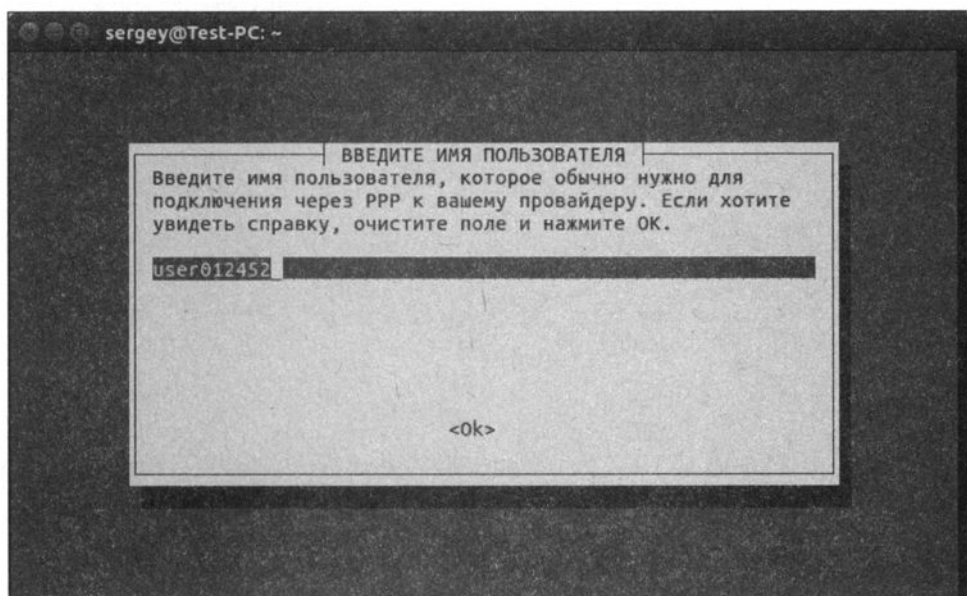 sergey@Test-PC: ~
ВВЕДИТЕ ИМЯ ПОЛЬЗОВАТЕЛЯ
Введите имя пользователя, которое обычно нужно для
подключения через PPP к вашему провайдеру. Если хотите
увидеть справку, очистите поле и нажмите OK.
user012452_
<Ok>